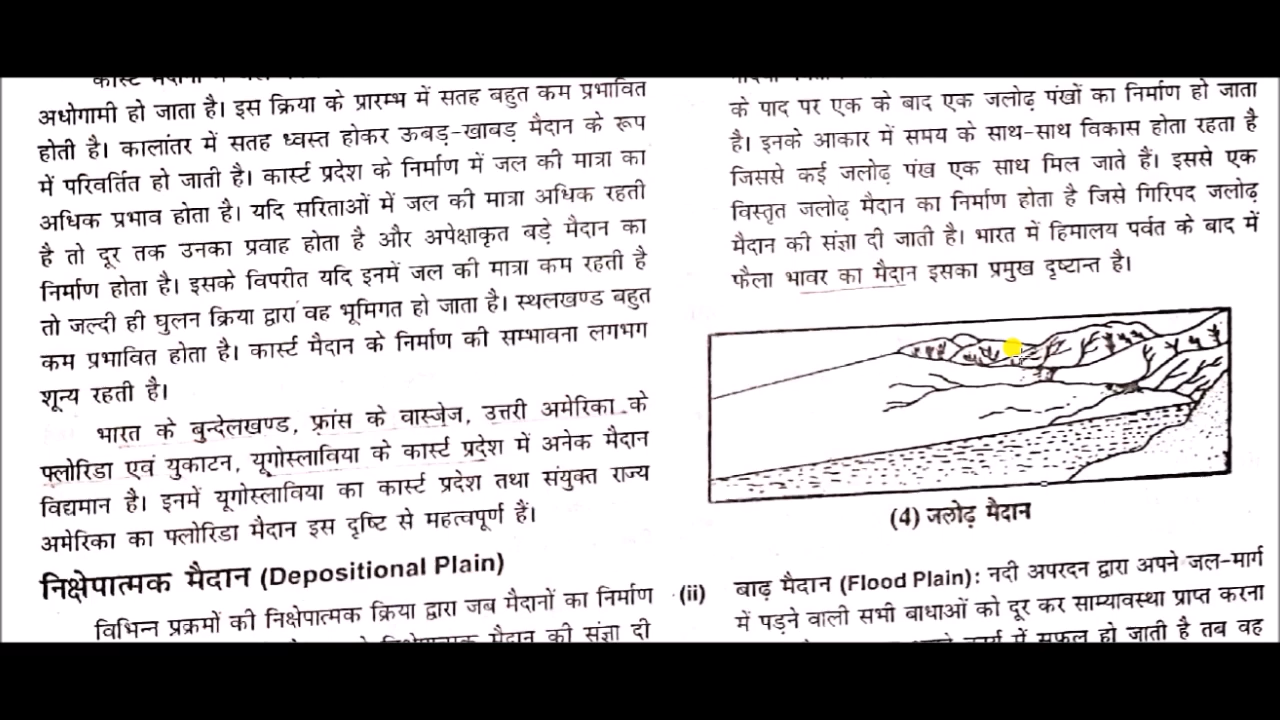 अधोगामी हो जाता है। इस क्रिया के प्रारम्भ में सतह बहुत कम प्रभावित
होती है। कालांतर में सतह ध्वस्त होकर ऊबड़-खाबड़ मैदान के रूप
में परिवर्तित हो जाती है। कार्स्ट प्रदेश के निर्माण में जल की मात्रा का
अधिक प्रभाव होता है। यदि सरिताओं में जल की मात्रा अधिक रहती
है तो दूर तक उनका प्रवाह होता है और अपेक्षाकृत बड़े मैदान का
निर्माण होता है। इसके विपरीत यदि इनमें जल की मात्रा कम रहती है
तो जल्दी ही घुलन क्रिया द्वारा वह भूमिगत हो जाता है। स्थलखण्ड बहुत
कम प्रभावित होता है। कार्स्ट मैदान के निर्माण की सम्भावना लगभग
शून्य रहती है।
भारत के बुन्देलखण्ड, फ्रांस के वास्जेज, उत्तरी अमेरिका के
फ्लोरिडा एवं युकाटन, यूगोस्लाविया के कार्स्ट प्रदेश में अनेक मैदान
विद्यमान है। इनमें यूगोस्लाविया का कार्स्ट प्रदेश तथा संयुक्त राज्य
अमेरिका का फ्लोरिडा मैदान इस दृष्टि से महत्वपूर्ण हैं।
निक्षेपात्मक मैदान (Depositional Plain)
विभिन्न प्रक्रमों की निक्षेपात्मक क्रिया द्वारा जब मैदानों का निर्माण
मैदान की संज्ञा दी
के पाद पर एक के बाद एक जलोढ़ पंखों का निर्माण हो जाता
है। इनके आकार में समय के साथ-साथ विकास होता रहता है
जिससे कई जलोढ़ पंख एक साथ मिल जाते हैं। इससे एक
विस्तृत जलोढ़ मैदान का निर्माण होता है जिसे गिरिपद जलोढ़
मैदान की संज्ञा दी जाती है। भारत में हिमालय पर्वत के बाद में
फैला भावर का मैदान इसका प्रमुख दृष्टान्त है।
(4) जलोढ़ मैदान
(ii) बाढ़ मैदान (Flood Plain): नदी अपरदन द्वारा अपने जल-मार्ग
में पड़ने वाली सभी बाधाओं को दूर कर साम्यावस्था प्राप्त करना
में सफल हो जाती है तब वह